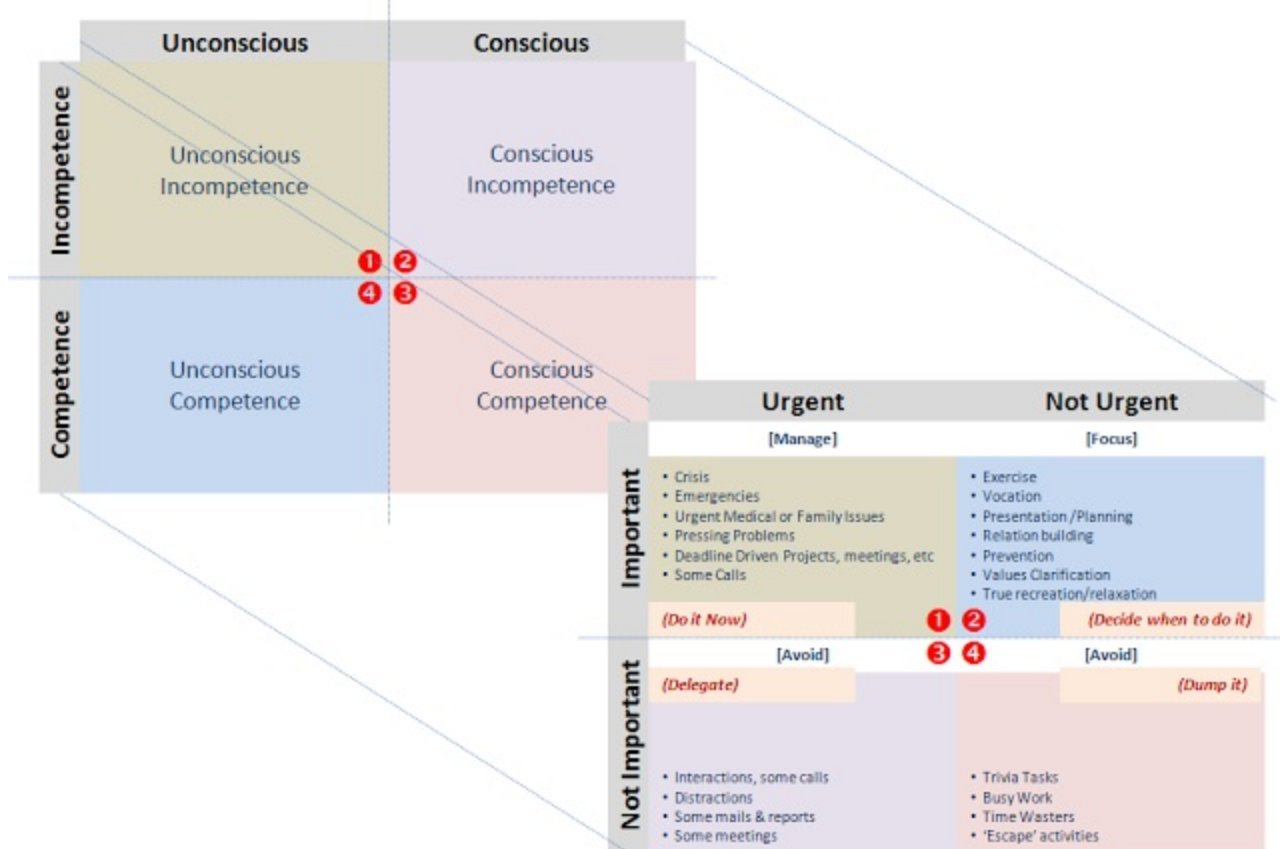 Unconscious
Conscious
Incompetence
Unconscious
Incompetence
Conscious
Incompetence
1
2
4
3
Competence
Unconscious
Competence
Conscious
Competence
Urgent
Not Urgent
[Manage]
[Focus]
Important
• Crisis
• Emergencies
• Urgent Medical or Family Issues
• Pressing Problems
• Deadline Driven Projects, meetings, etc
• Some Calls
• Exercise
• Vocation
• Presentation/Planning
• Relation building
• Prevention
• Values Clarification
• True recreation/relaxation
(Do it Now)
1
2
(Decide when to do it)
[Avoid]
3
4
[Avoid]
Not Important
(Delegate)
(Dump it)
• Interactions, some calls
• Distractions
• Some mails & reports
• Some meetings
• Trivia Tasks
• Busy Work
• Time Wasters
• 'Escape' activities